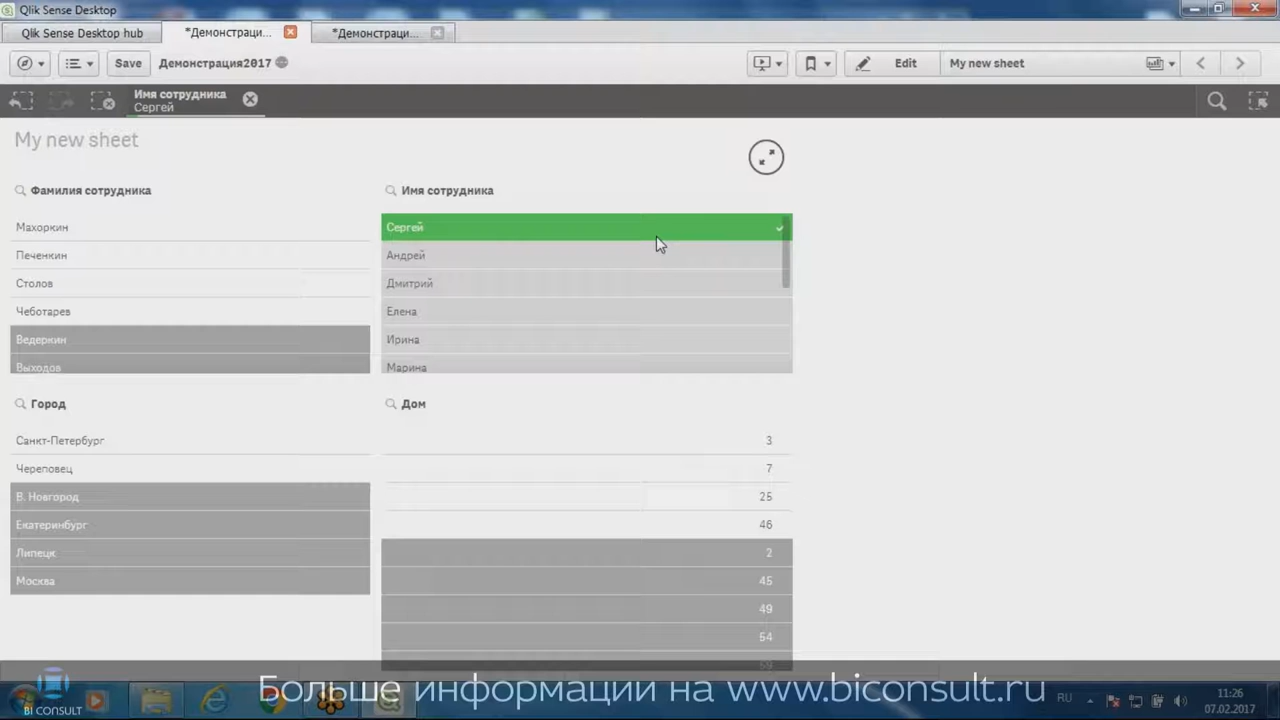 Qlik Sense Desktop
Qlik Sense Desktop hub
*Демонстраци...
*Демонстраци...
Save
Демонстрация2017
Edit
My new sheet
Имя сотрудника
Сергей
My new sheet
Фамилия сотрудника
Махоркин
Печенкин
Столов
Чеботарев
Ведеркин
Выходов
Имя сотрудника
Сергей
Андрей
Дмитрий
Елена
Ирина
Марина
Город
Санкт-Петербург
Череповец
В. Новгород
Екатеринбург
Липецк
Москва
Дом
3
7
25
46
2
45
49
54
59
Больше информации на www.biconsult.ru
BI CONSULT
RU
11:26
07.02.2017